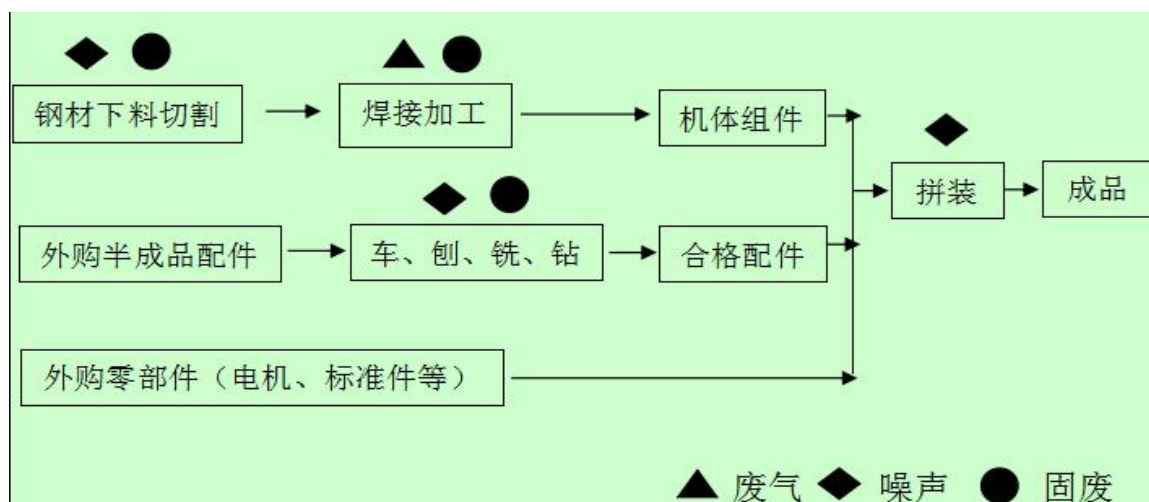 钢材下料切割
焊接加工
机体组件
拼装
成品
外购半成品配件
车、刨、铣、钻
合格配件
外购零部件（电机、标准件等）
废气 噪声 固废